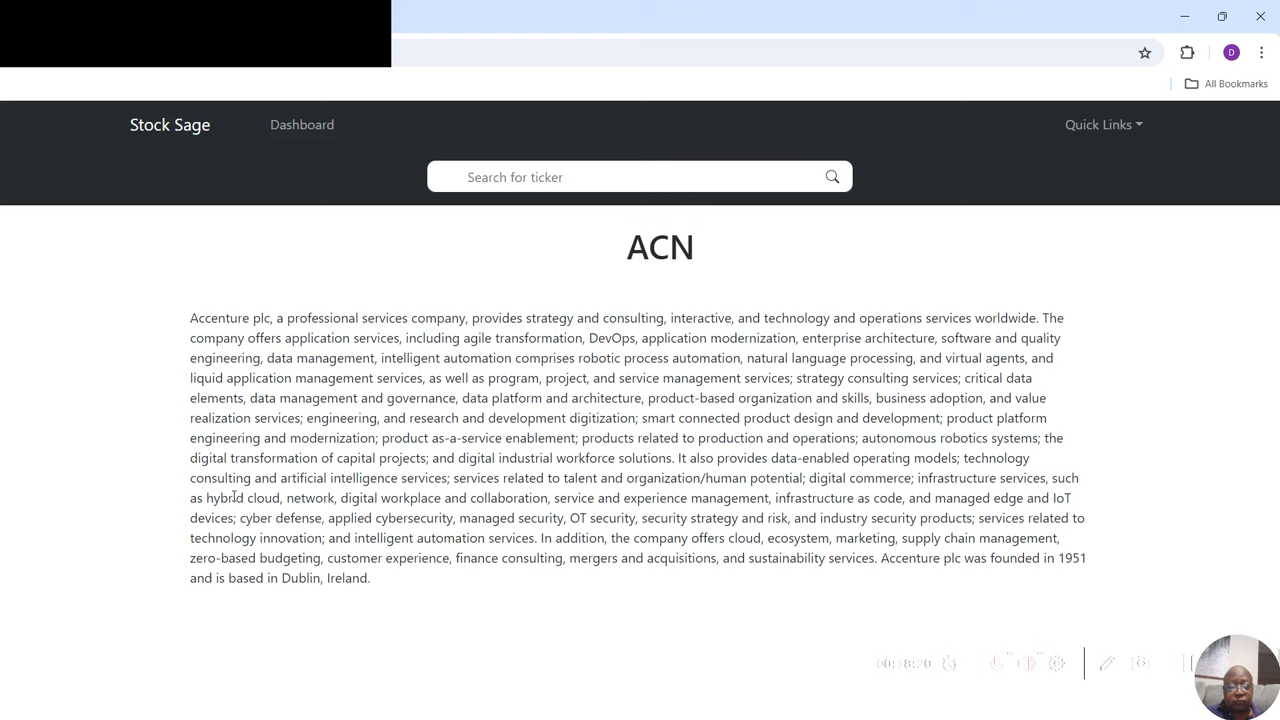 D
All Bookmarks
Stock Sage
Dashboard
Quick Links
Search for ticker
ACN
Accenture plc, a professional services company, provides strategy and consulting, interactive, and technology and operations services worldwide. The
company offers application services, including agile transformation, DevOps, application modernization, enterprise architecture, software and quality
engineering, data management, intelligent automation comprises robotic process automation, natural language processing, and virtual agents, and
liquid application management services, as well as program, project, and service management services; strategy consulting services; critical data
elements, data management and governance, data platform and architecture, product-based organization and skills, business adoption, and value
realization services; engineering, and research and development digitization; smart connected product design and development; product platform
engineering and modernization; product as-a-service enablement; products related to production and operations; autonomous robotics systems; the
digital transformation of capital projects; and digital industrial workforce solutions. It also provides data-enabled operating models; technology
consulting and artificial intelligence services; services related to talent and organization/human potential; digital commerce; infrastructure services, such
as hybrid cloud, network, digital workplace and collaboration, service and experience management, infrastructure as code, and managed edge and IoT
devices; cyber defense, applied cybersecurity, managed security, OT security, security strategy and risk, and industry security products; services related to
technology innovation; and intelligent automation services. In addition, the company offers cloud, ecosystem, marketing, supply chain management,
zero-based budgeting, customer experience, finance consulting, mergers and acquisitions, and sustainability services. Accenture plc was founded in 1951
and is based in Dublin, Ireland.
00:18:20